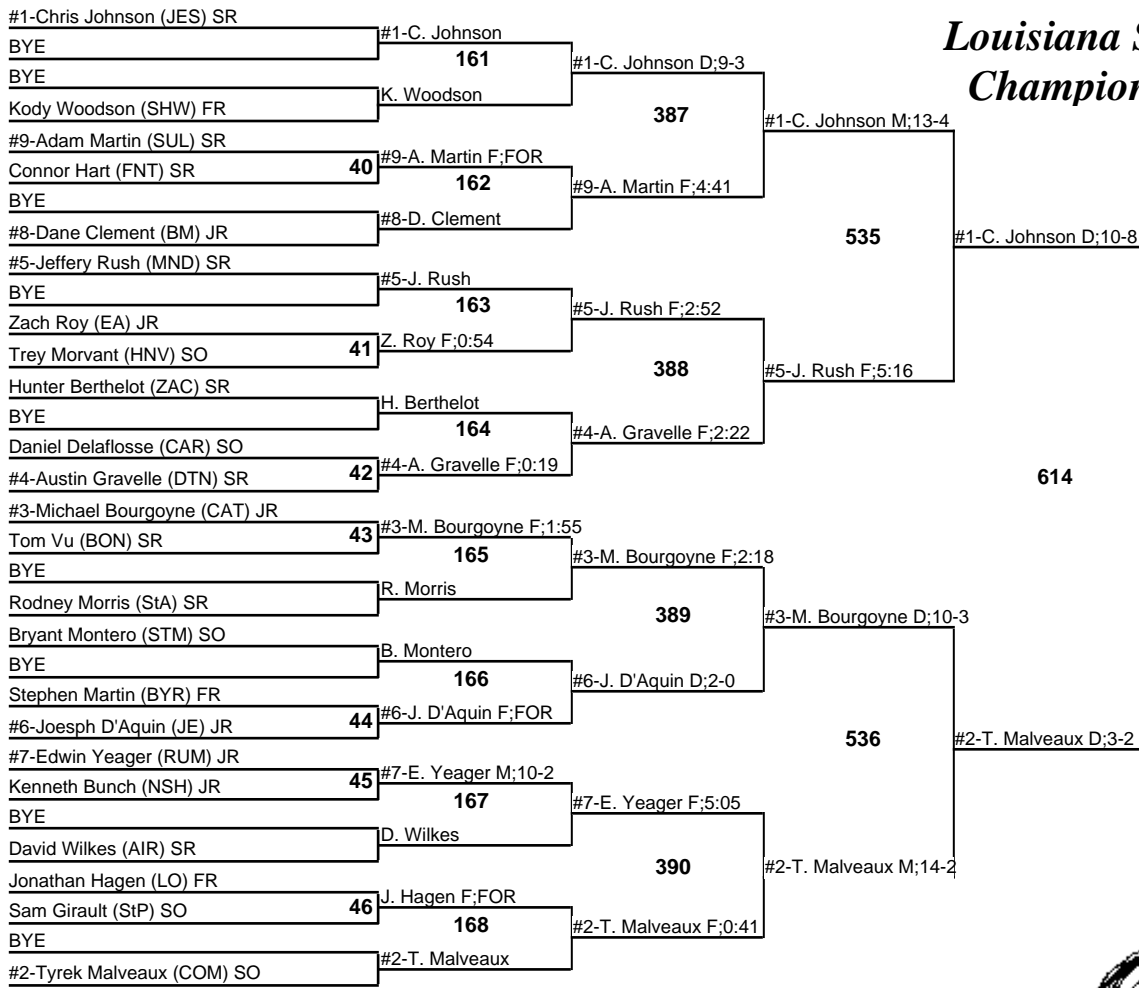 #1-Chris Johnson (JES) SR
BYE
BYE
Kody Woodson (SHW) FR
#9-Adam Martin (SUL) SR
Connor Hart (FNT) SR
BYE
#8-Dane Clement (BM) JR
#5-Jeffery Rush (MND) SR
BYE
Zach Roy (EA) JR
Trey Morvant (HNV) SO
Hunter Berthelot (ZAC) SR
BYE
Daniel Delaflosse (CAR) SO
#4-Austin Gravelle (DTN) SR
#3-Michael Bourgoyne (CAT) JR
Tom Vu (BON) SR
BYE
Rodney Morris (StA) SR
Bryant Montero (STM) SO
BYE
Stephen Martin (BYR) FR
#6-Joesph D'Aquin (JE) JR
#7-Edwin Yeager (RUM) JR
Kenneth Bunch (NSH) JR
BYE
David Wilkes (AIR) SR
Jonathan Hagen (LO) FR
Sam Girault (StP) SO
BYE
#2-Tyrek Malveaux (COM) SO
40
41
42
43
44
45
46
#1-C. Johnson
161
K. Woodson
#9-A. Martin F;FOR
162
#8-D. Clement
#5-J. Rush
163
Z. Roy F;0:54
H. Berthelot
164
#4-A. Gravelle F;0:19
#3-M. Bourgoyne F;1:55
165
R. Morris
B. Montero
166
#6-J. D'Aquin F;FOR
#7-E. Yeager M;10-2
167
D. Wilkes
J. Hagen F;FOR
168
#2-T. Malveaux
#1-C. Johnson D;9-3
387
#9-A. Martin F;4:41
#5-J. Rush F;2:52
388
#4-A. Gravelle F;2:22
#3-M. Bourgoyne F;2:18
389
#6-J. D'Aquin D;2-0
#7-E. Yeager F;5:05
390
#2-T. Malveaux F;0:41
#1-C. Johnson M;13-4
535
#5-J. Rush F;5:16
#3-M. Bourgoyne D;10-3
536
#2-T. Malveaux M;14-2
Louisiana S
Champion
#1-C. Johnson D;10-8
614
#2-T. Malveaux D;3-2